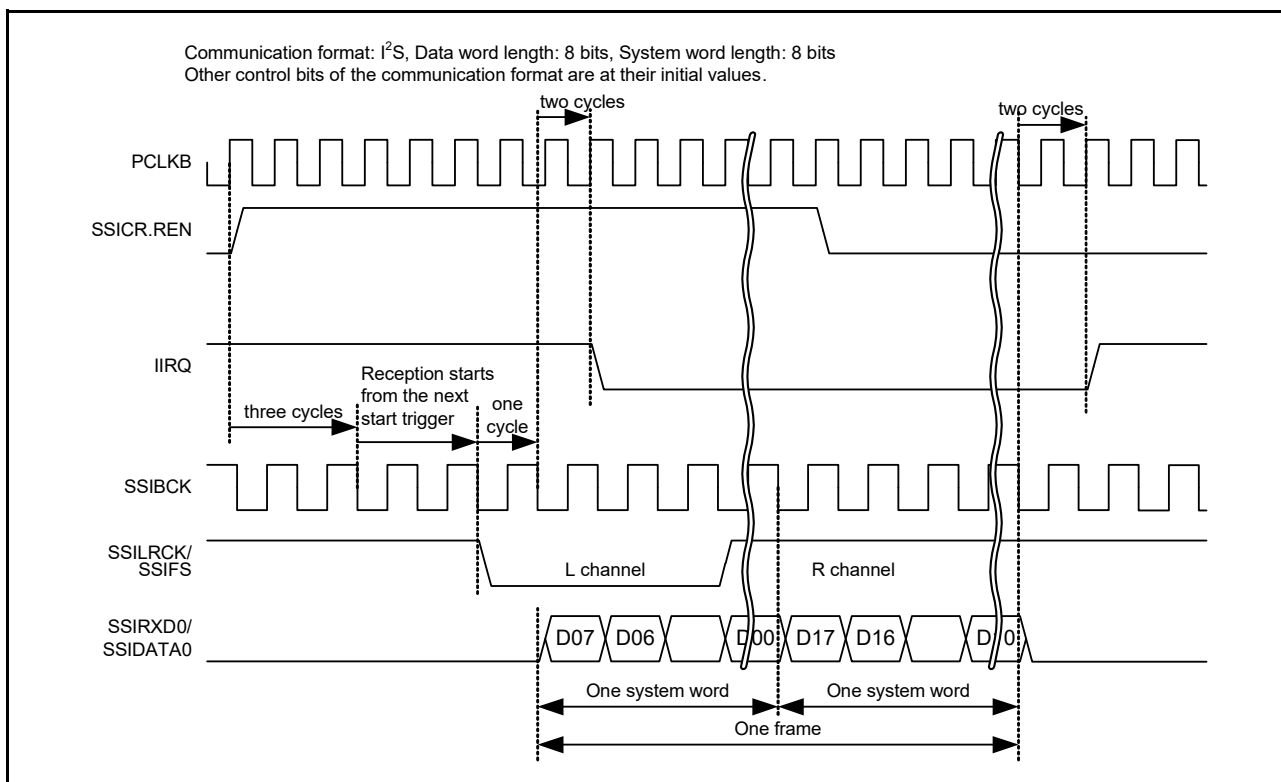 Communication format: I²S, Data word length: 8 bits, System word length: 8 bits
Other control bits of the communication format are at their initial values.
two cycles
two cycles
PCLKB
SSICR.REN
IIRQ
Reception starts
from the next
start trigger
one
cycle
three cycles
SSIBCK
SSILRCK/
SSIFS
L channel
R channel
SSIRXD0/
SSIDATA0
D07
D06
D00
D17
D16
One system word
One system word
One frame